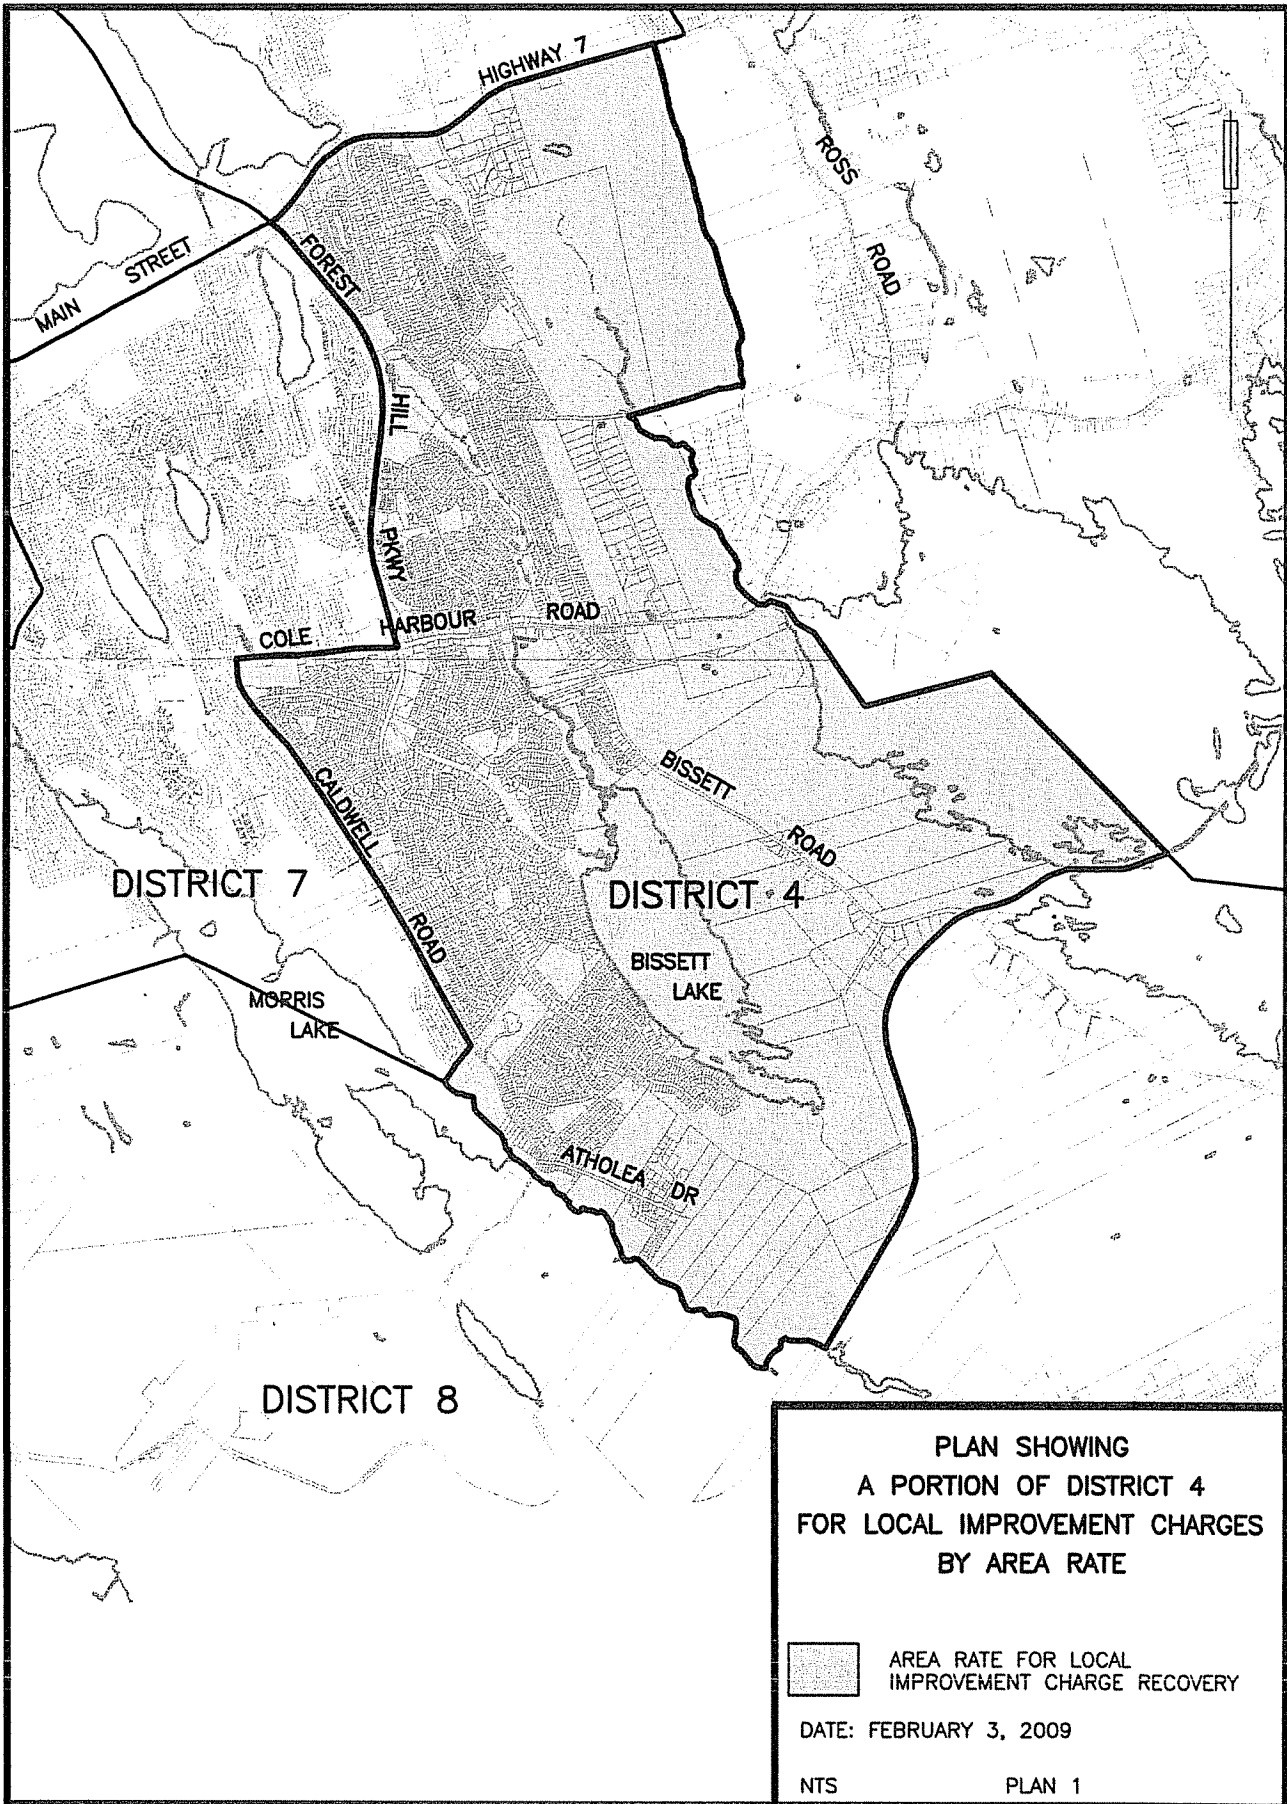 HIGHWAY 7
ROSS
ROAD
MAIN STREET
FOREST
HILL
PKWY
COLE HARBOUR ROAD
CALDWELL
ROAD
BISSETT
ROAD
DISTRICT 7
DISTRICT 4
BISSETT
LAKE
MORRIS
LAKE
ATHOLEA DR
DISTRICT 8
PLAN SHOWING
A PORTION OF DISTRICT 4
FOR LOCAL IMPROVEMENT CHARGES
BY AREA RATE
AREA RATE FOR LOCAL
IMPROVEMENT CHARGE RECOVERY
DATE: FEBRUARY 3, 2009
NTS PLAN 1